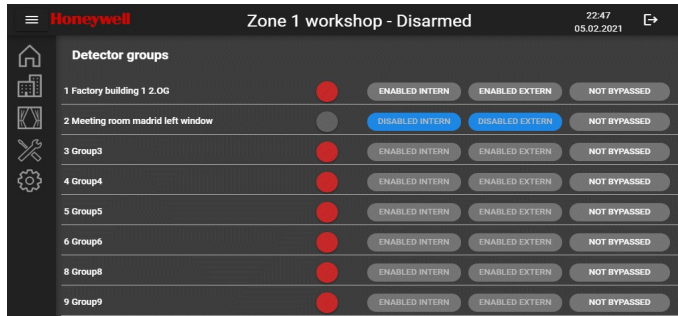 Honeywell
Zone 1 workshop - Disarmed
22:47
05.02.2021
Detector groups
1 Factory building 1 2.OG ENABLED INTERN ENABLED EXTERN NOT BYPASSED
2 Meeting room madrid left window DISABLED INTERN DISABLED EXTERN NOT BYPASSED
3 Group3 ENABLED INTERN ENABLED EXTERN NOT BYPASSED
4 Group4 ENABLED INTERN ENABLED EXTERN NOT BYPASSED
5 Group5 ENABLED INTERN ENABLED EXTERN NOT BYPASSED
6 Group6 ENABLED INTERN ENABLED EXTERN NOT BYPASSED
8 Group8 ENABLED INTERN ENABLED EXTERN NOT BYPASSED
9 Group9 ENABLED INTERN ENABLED EXTERN NOT BYPASSED